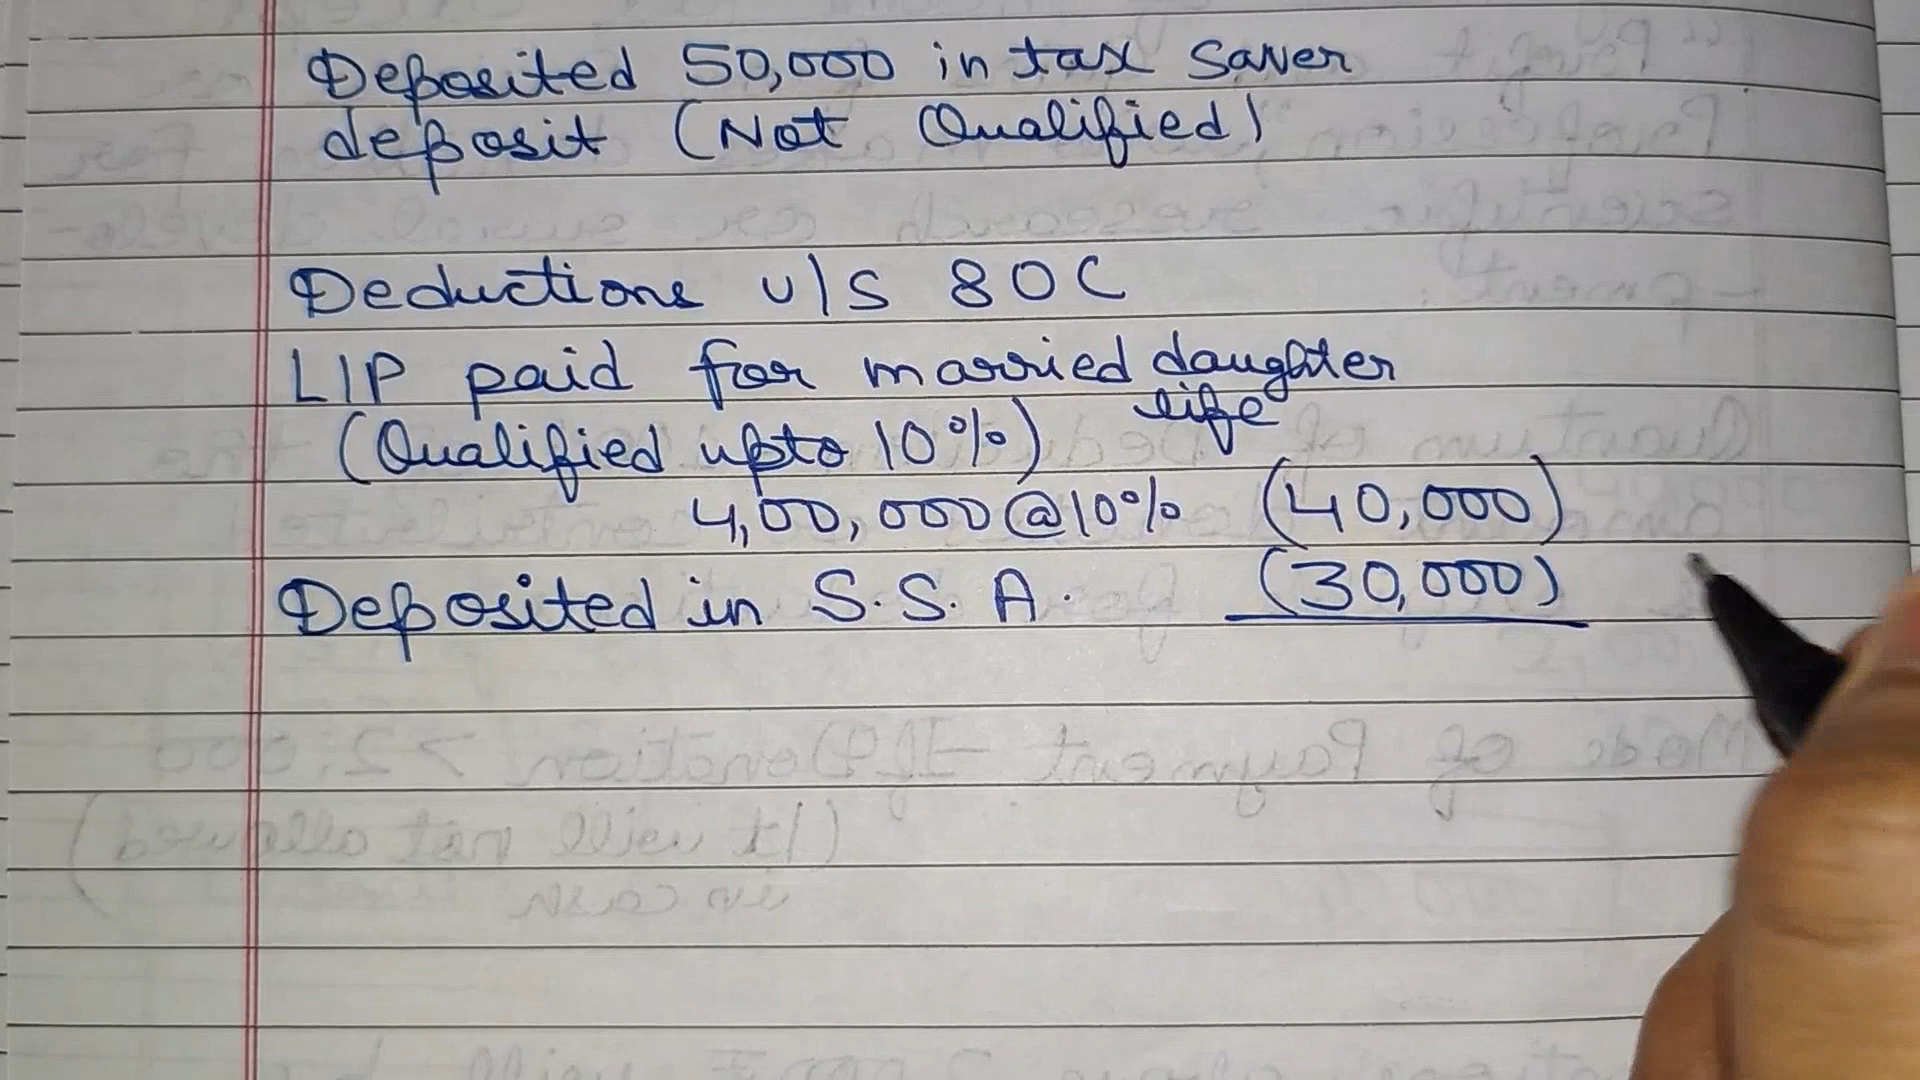 Deposited 50,000 in tax saver
deposit (Not Qualified)
Deductions u/s 80C
LIP paid for married daughter
life
(Qualified upto 10%)
4,00,000@10% (40,000)
Deposited in S.S.A. (30,000)